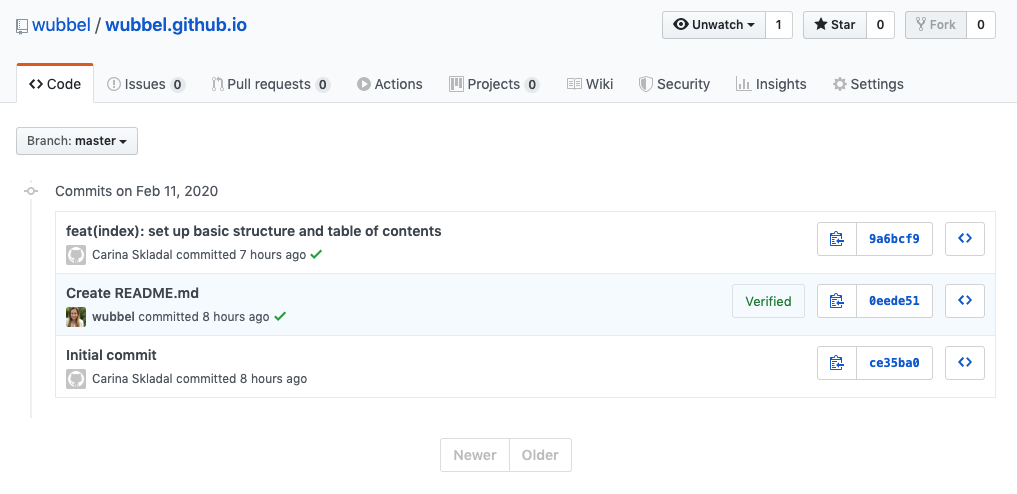 wubbel / wubbel.github.io
Unwatch 1 Star 0 Fork 0
Code Issues 0 Pull requests 0 Actions Projects 0 Wiki Security Insights Settings
Branch: master
Commits on Feb 11, 2020
feat(index): set up basic structure and table of contents
Carina Skladal committed 7 hours ago
9a6bcf9
Create README.md
wubbel committed 8 hours ago
Verified 0eede51
Initial commit
Carina Skladal committed 8 hours ago
ce35ba0
Newer Older